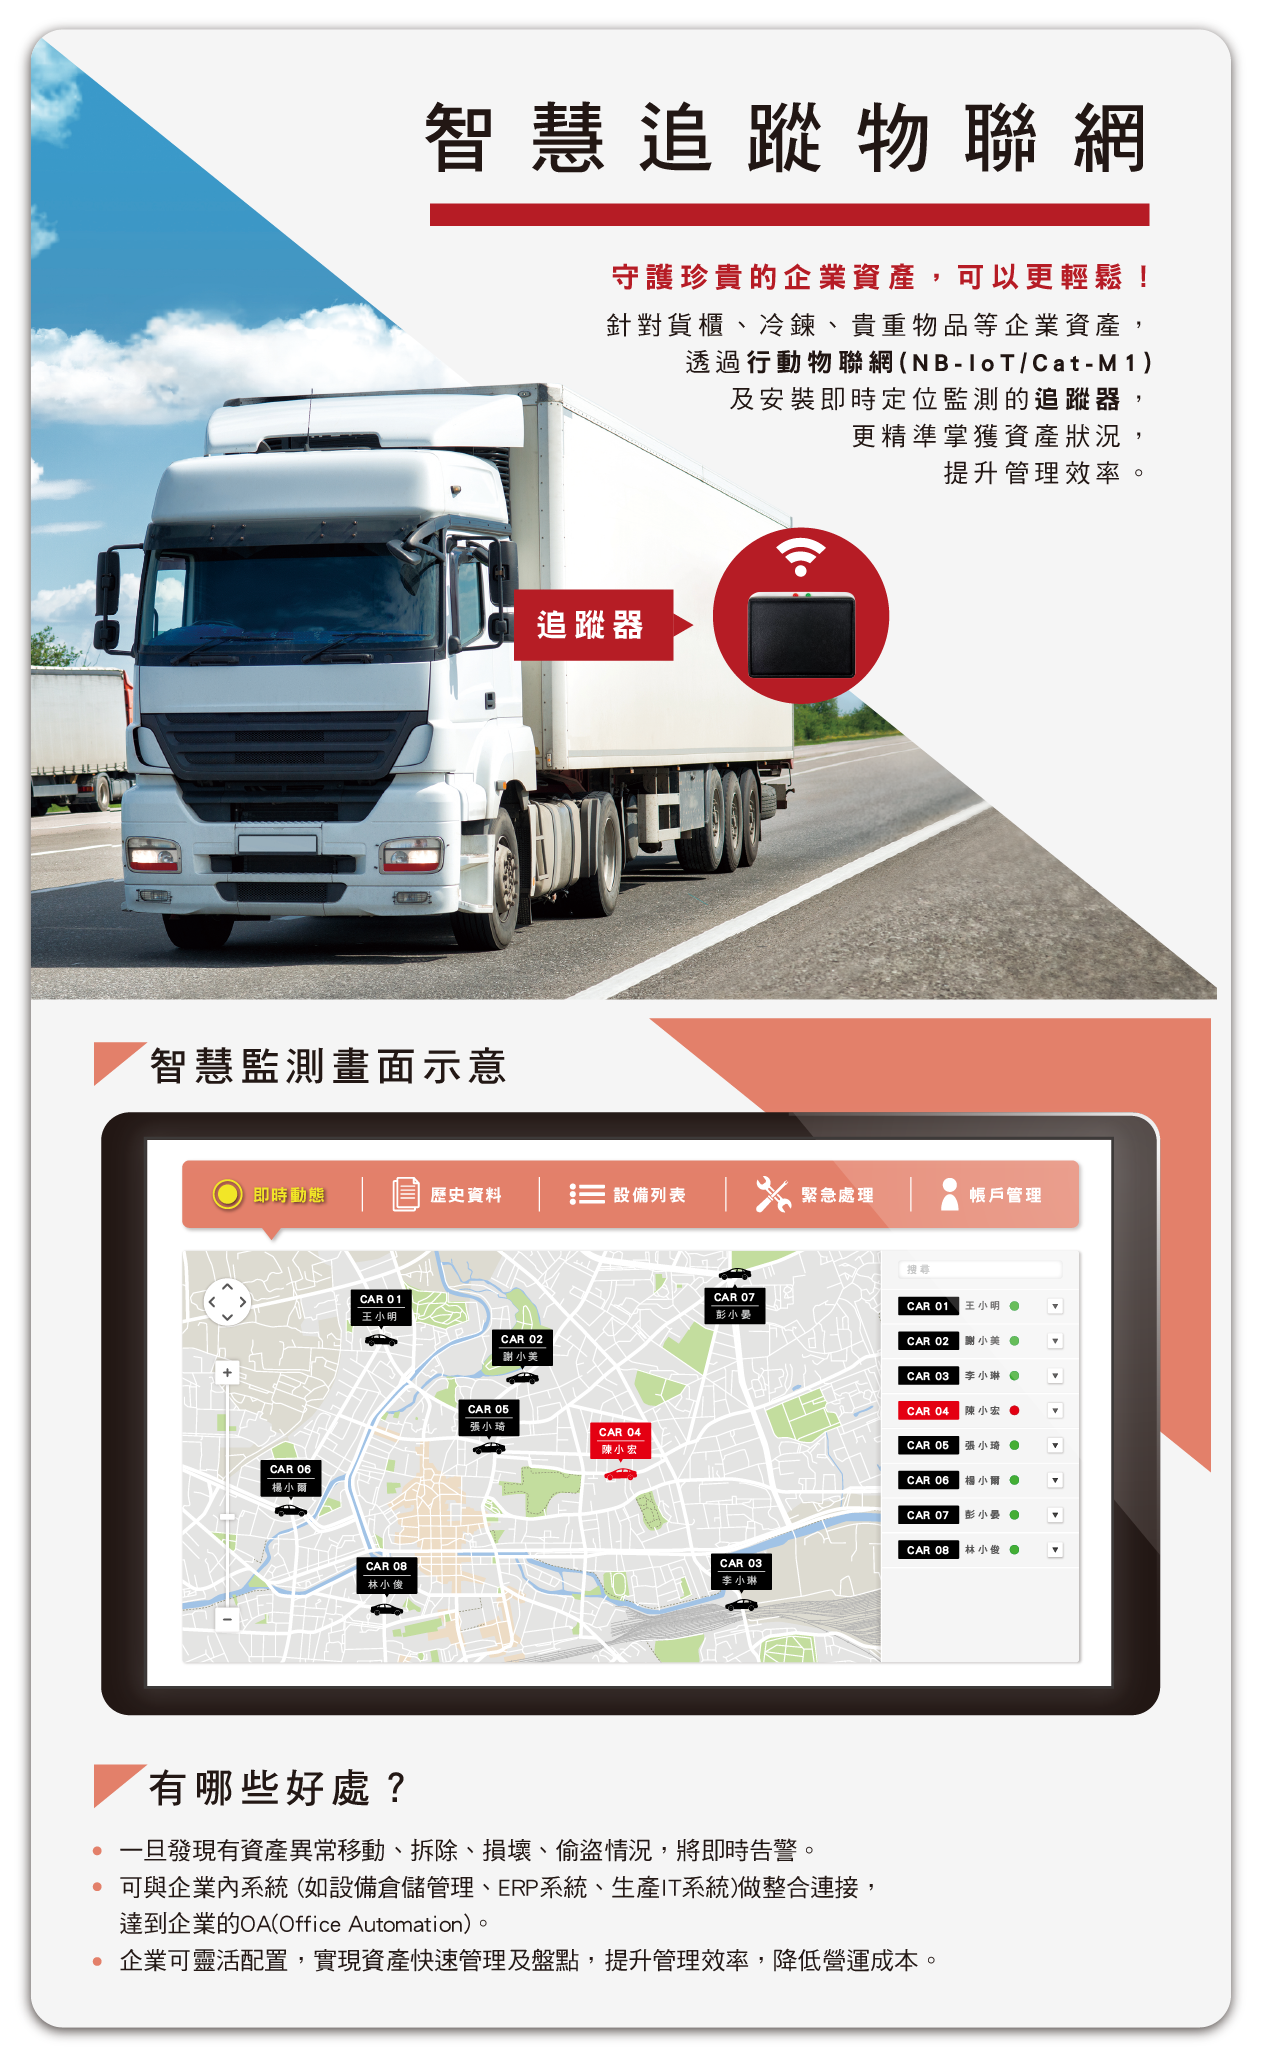 智慧追蹤物聯網
守護珍貴的企業資產，可以更輕鬆！
針對貨櫃、冷鍊、貴重物品等企業資產，
透過行動物聯網(NB-IoT/Cat-M1)
及安裝即時定位監測的追蹤器，
更精準掌獲資產狀況，
提升管理效率。
追蹤器
智慧監測畫面示意
即時動態
歷史資料
設備列表
緊急處理
帳戶管理
CAR 01
王小明
CAR 02
謝小美
CAR 07
彭小晏
CAR 05
張小琦
CAR 04
陳小宏
CAR 06
楊小爾
CAR 08
林小俊
CAR 03
李小琳
搜尋
CAR 01 王小明
CAR 02 謝小美
CAR 03 李小琳
CAR 04 陳小宏
CAR 05 張小琦
CAR 06 楊小爾
CAR 07 彭小晏
CAR 08 林小俊
有哪些好處？
一旦發現有資產異常移動、拆除、損壞、偷盜情況，將即時告警。
可與企業內系統 (如設備倉儲管理、ERP系統、生產IT系統)做整合連接，
達到企業的OA(Office Automation)。
企業可靈活配置，實現資產快速管理及盤點，提升管理效率，降低營運成本。